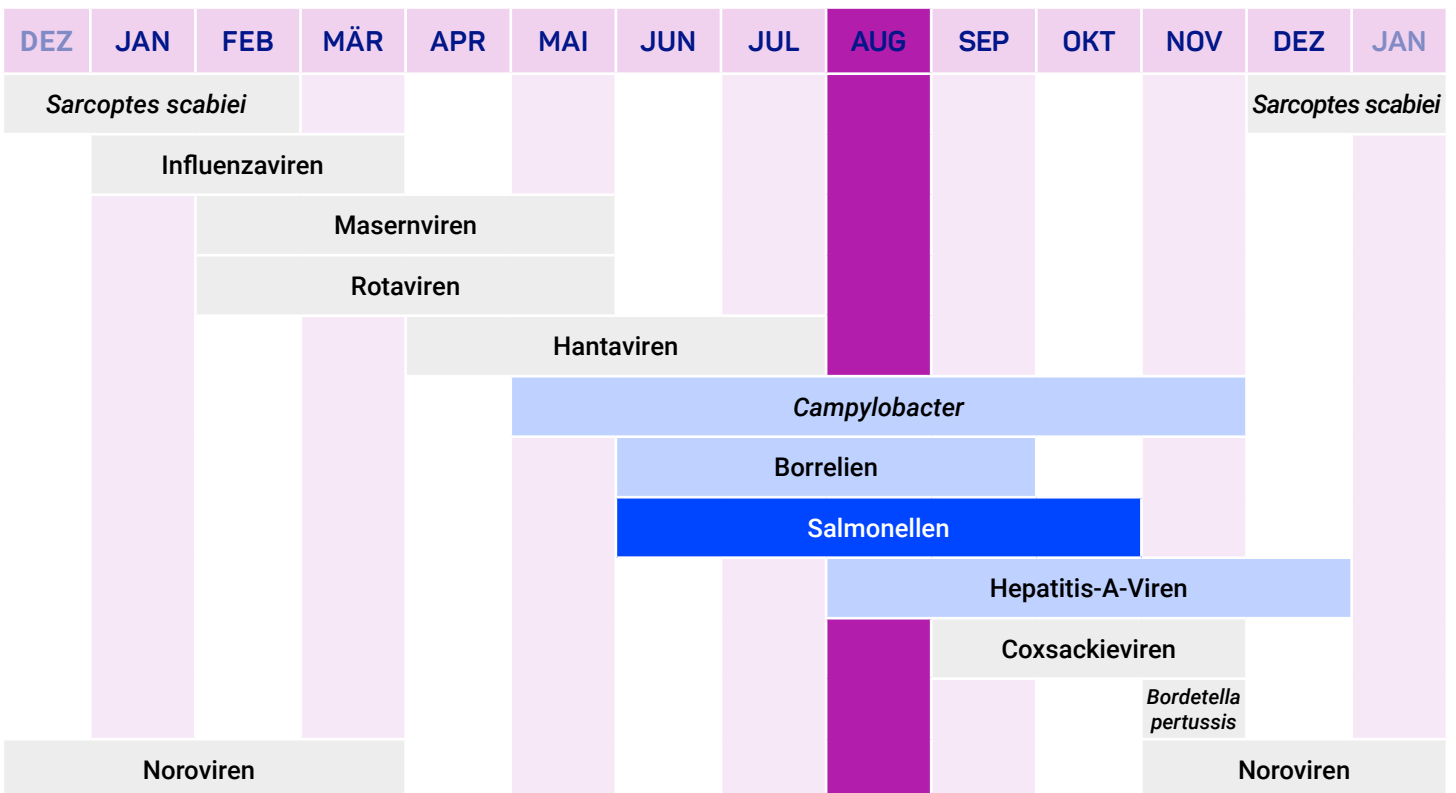 DEZ JAN FEB MÄR APR MAI JUN JUL AUG SEP OKT NOV DEZ JAN
Sarcoptes scabiei Sarcoptes scabiei
Influenzaviren
Masernviren
Rotaviren
Hantaviren
Campylobacter
Borrelien
Salmonellen
Hepatitis-A-Viren
Coxsackieviren
Bordetella
pertussis
Noroviren Noroviren